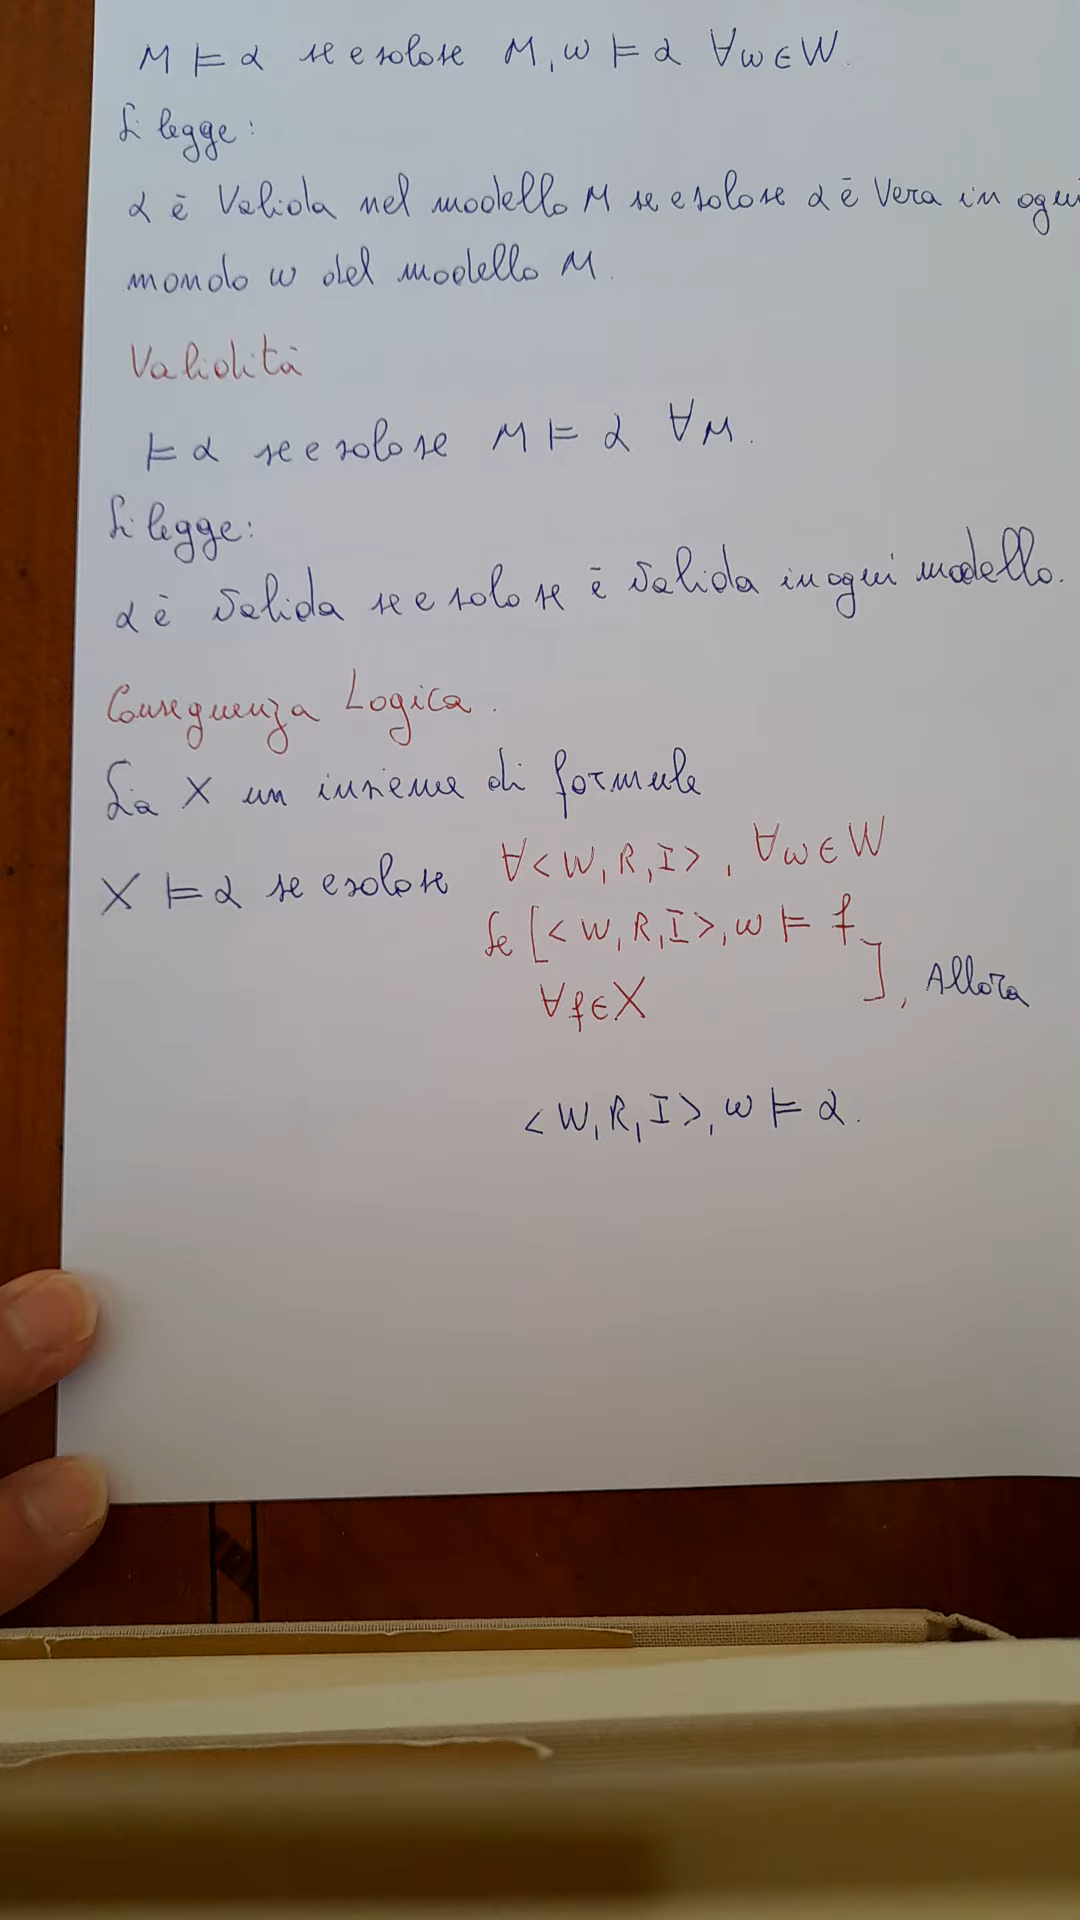 M ⊨ α se e solo se M, w ⊨ α ∀w ∈ W.
Si legge:
α è Valida nel modello M se e solo se α è Vera in ogni
mondo w del modello M.
Validità
⊨ α se e solo se M ⊨ α ∀M.
Si legge:
α è valida se e solo se è valida in ogni modello.
Conseguenza Logica.
Sia X un insieme di formule
X ⊨ α se e solo se ∀<W, R, I>, ∀w ∈ W
Se [<W, R, I>, w ⊨ f
∀f ∈ X ], Allora
<W, R, I>, w ⊨ α.